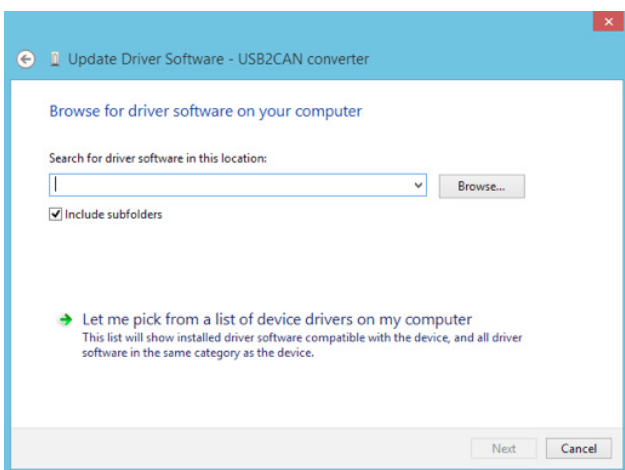 Update Driver Software - USB2CAN converter
Browse for driver software on your computer
Search for driver software in this location:
Browse...
Include subfolders
Let me pick from a list of device drivers on my computer
This list will show installed driver software compatible with the device, and all driver
software in the same category as the device.
Next
Cancel